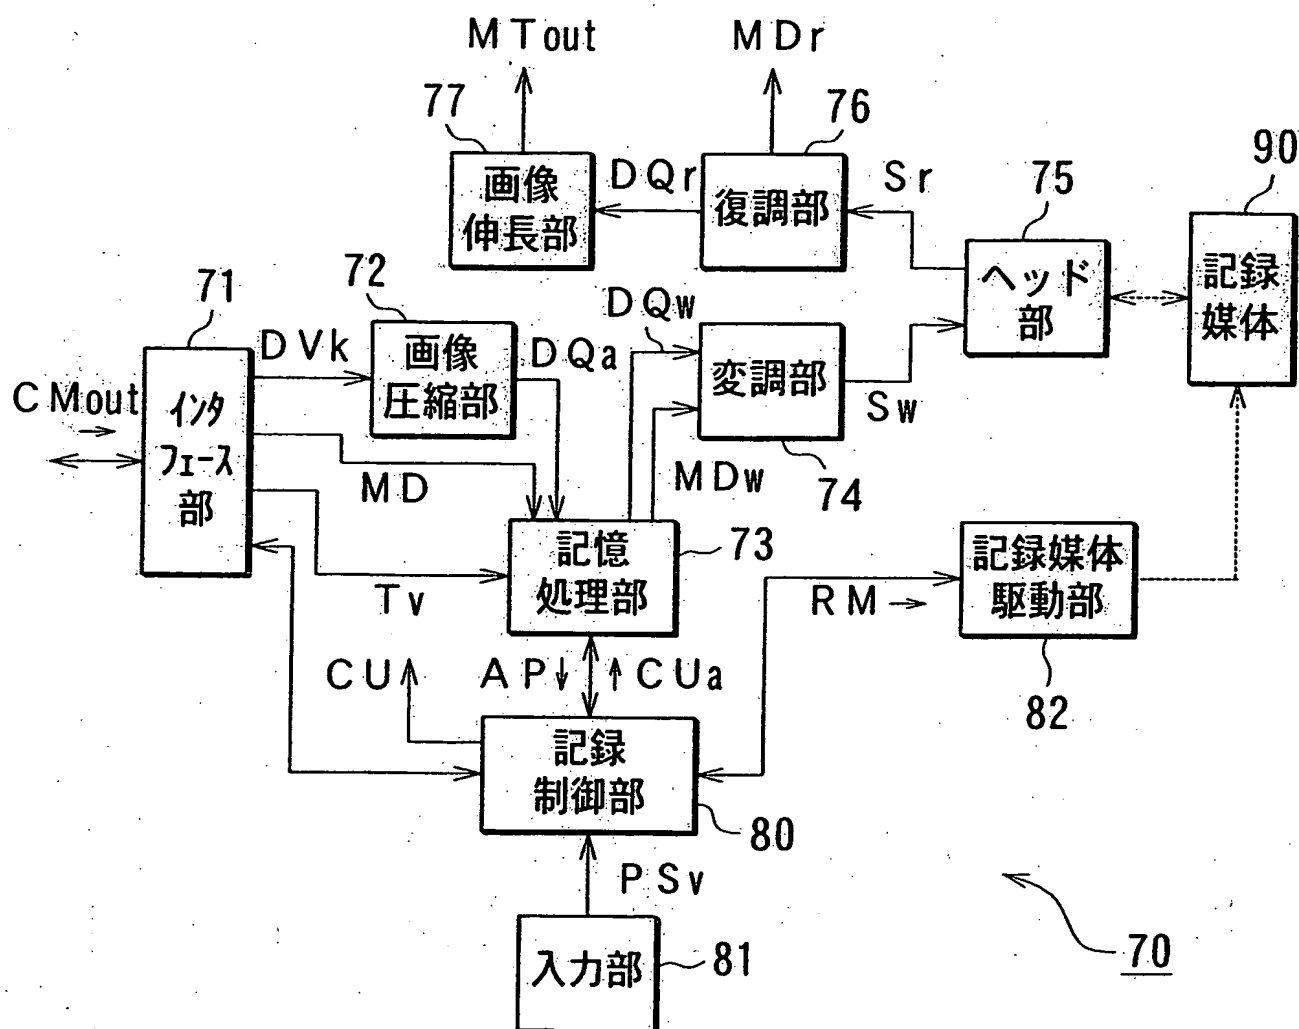 MTout
MDr
77
76
90
画像
伸長部
DQr
復調部
Sr
75
71
72
ヘッド
部
記録
媒体
DVk
画像
圧縮部
DQa
DQw
変調部
Sw
CMout
インタ
フェース
部
MD
MDw
74
記憶
処理部
73
Tv
記録媒体
駆動部
RM
82
CU
AP
CUa
記録
制御部
80
PSv
入力部
81
70